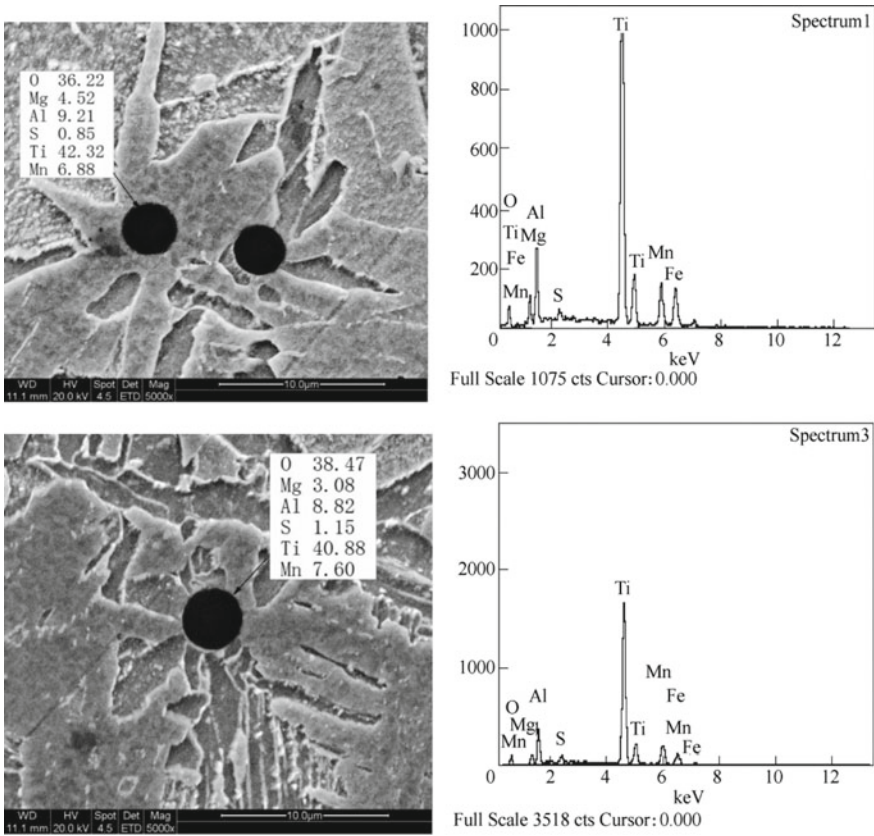 O 36.22
Mg 4.52
Al 9.21
S 0.85
Ti 42.32
Mn 6.88
WD HV Spot Det Mag
11.1 mm 20.0 kV 4.5 ETD 5000x
10.0μm
Spectrum1
1000
800
600
400
200
0 2 4 6 8 10 12
keV
Ti
O
Ti
Fe
Mn
Al
Mg
S
Ti
Mn
Fe
Full Scale 1075 cts Cursor:0.000
O 38.47
Mg 3.08
Al 8.82
S 1.15
Ti 40.88
Mn 7.60
WD HV Spot Det Mag
11.1 mm 20.0 kV 4.5 ETD 5000x
10.0μm
Spectrum3
3000
2000
1000
0
0 2 4 6 8 10 12
keV
Ti
O
Mn
Al
Mg
S
Ti
Mn
Fe
Mn
Fe
Full Scale 3518 cts Cursor:0.000